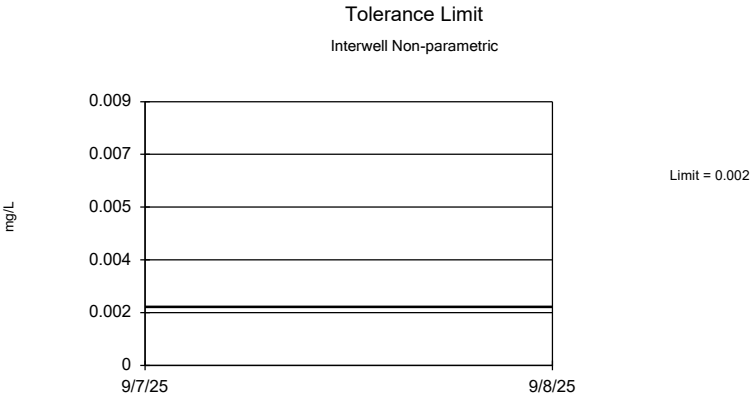 Tolerance Limit
Interwell Non-parametric
0.009
0.007
0.005
0.004
0.002
0
mg/L
Limit = 0.002
9/7/25
9/8/25